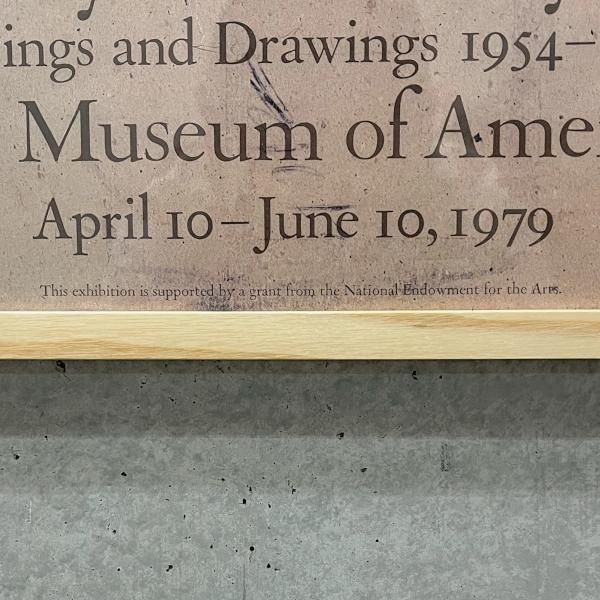 ings and Drawings 1954–
Museum of Ame
April 10–June 10, 1979
This exhibition is supported by a grant from the National Endowment for the Arts.